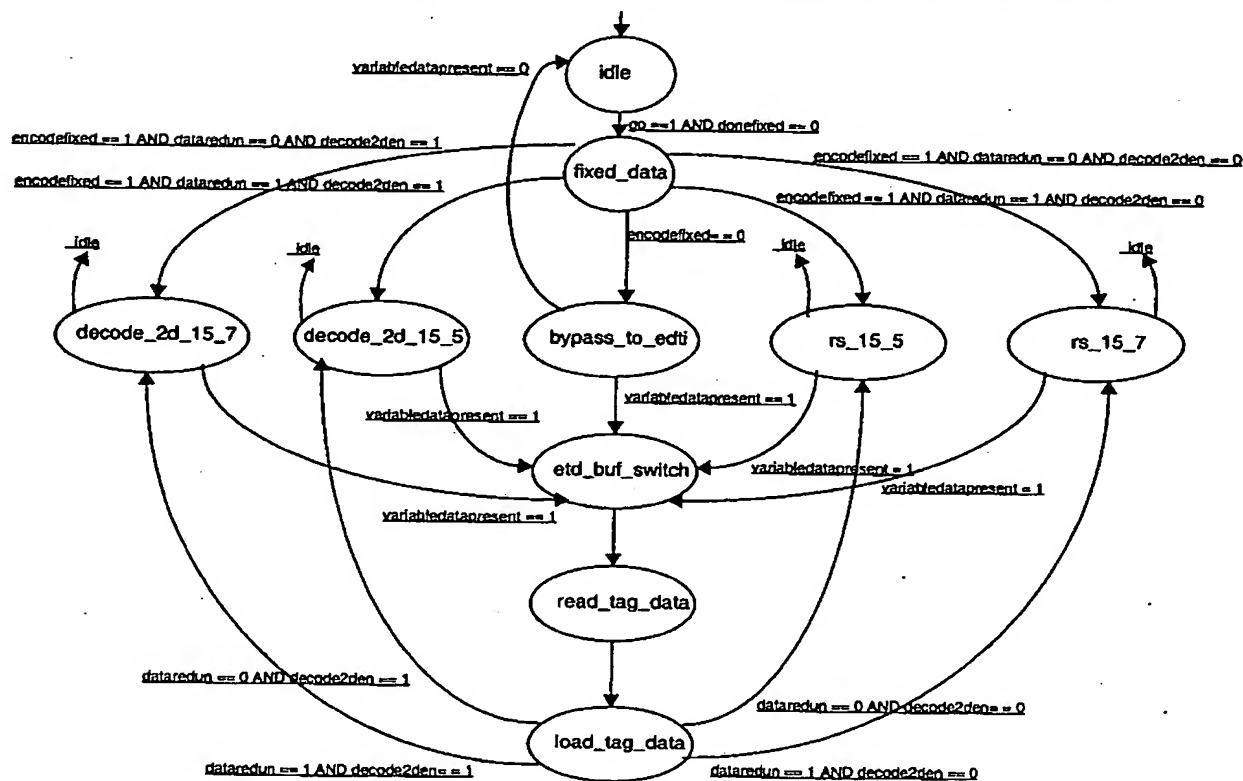 idle
variabledatapresent == 0
go ==1 AND donefixed == 0
encodefixed == 1 AND dataredun == 0 AND decode2den == 1
encodefixed == 1 AND dataredun == 0 AND decode2den == 0
fixed_data
encodefixed == 1 AND dataredun == 1 AND decode2den == 1
encodefixed == 1 AND dataredun == 1 AND decode2den == 0
encodefixed= = 0
_idle
_idle
_idle
_idle
decode_2d_15_7
decode_2d_15_5
bypass_to_edti
rs_15_5
rs_15_7
variabledatapresent == 1
variabledatapresent == 1
etd_buf_switch
variabledatapresent = 1
variabledatapresent = 1
variabledatapresent == 1
read_tag_data
dataredun == 0 AND decode2den == 1
dataredun == 0 AND decode2den= = 0
load_tag_data
dataredun == 1 AND decode2den= = 1
dataredun == 1 AND decode2den == 0